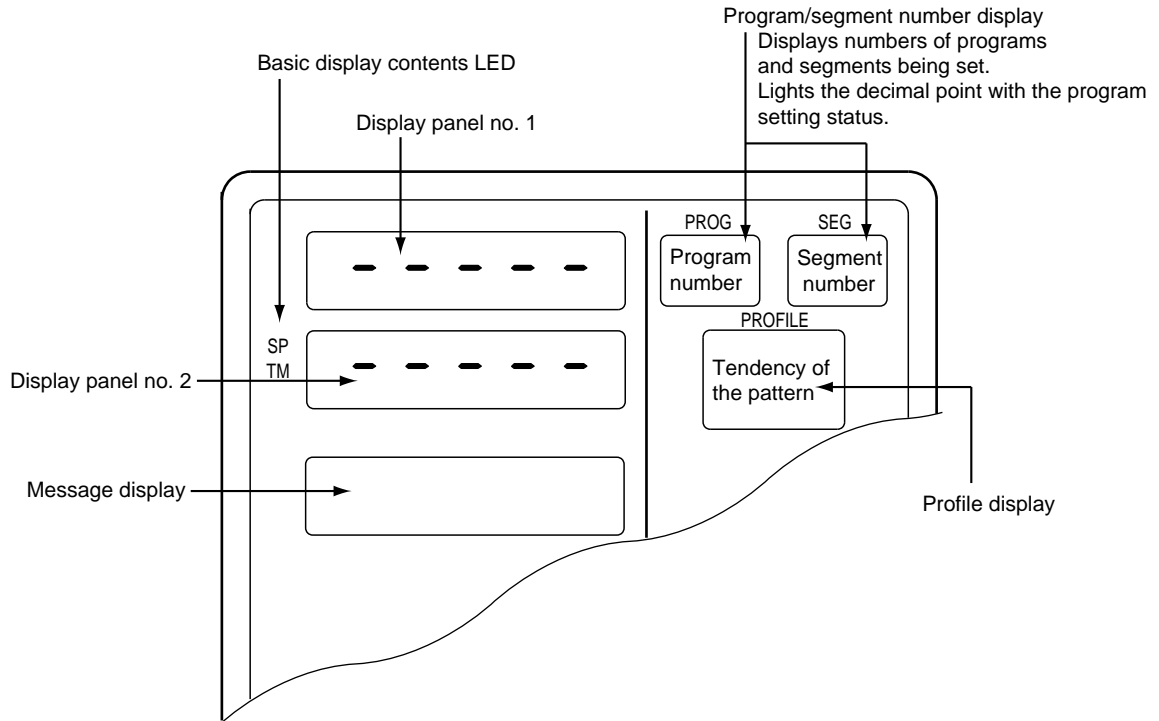 Program/segment number display
Displays numbers of programs
and segments being set.
Lights the decimal point with the program
setting status.
Basic display contents LED
Display panel no. 1
PROG
SEG
Program
number
Segment
number
PROFILE
SP
TM
Tendency of
the pattern
Display panel no. 2
Message display
Profile display